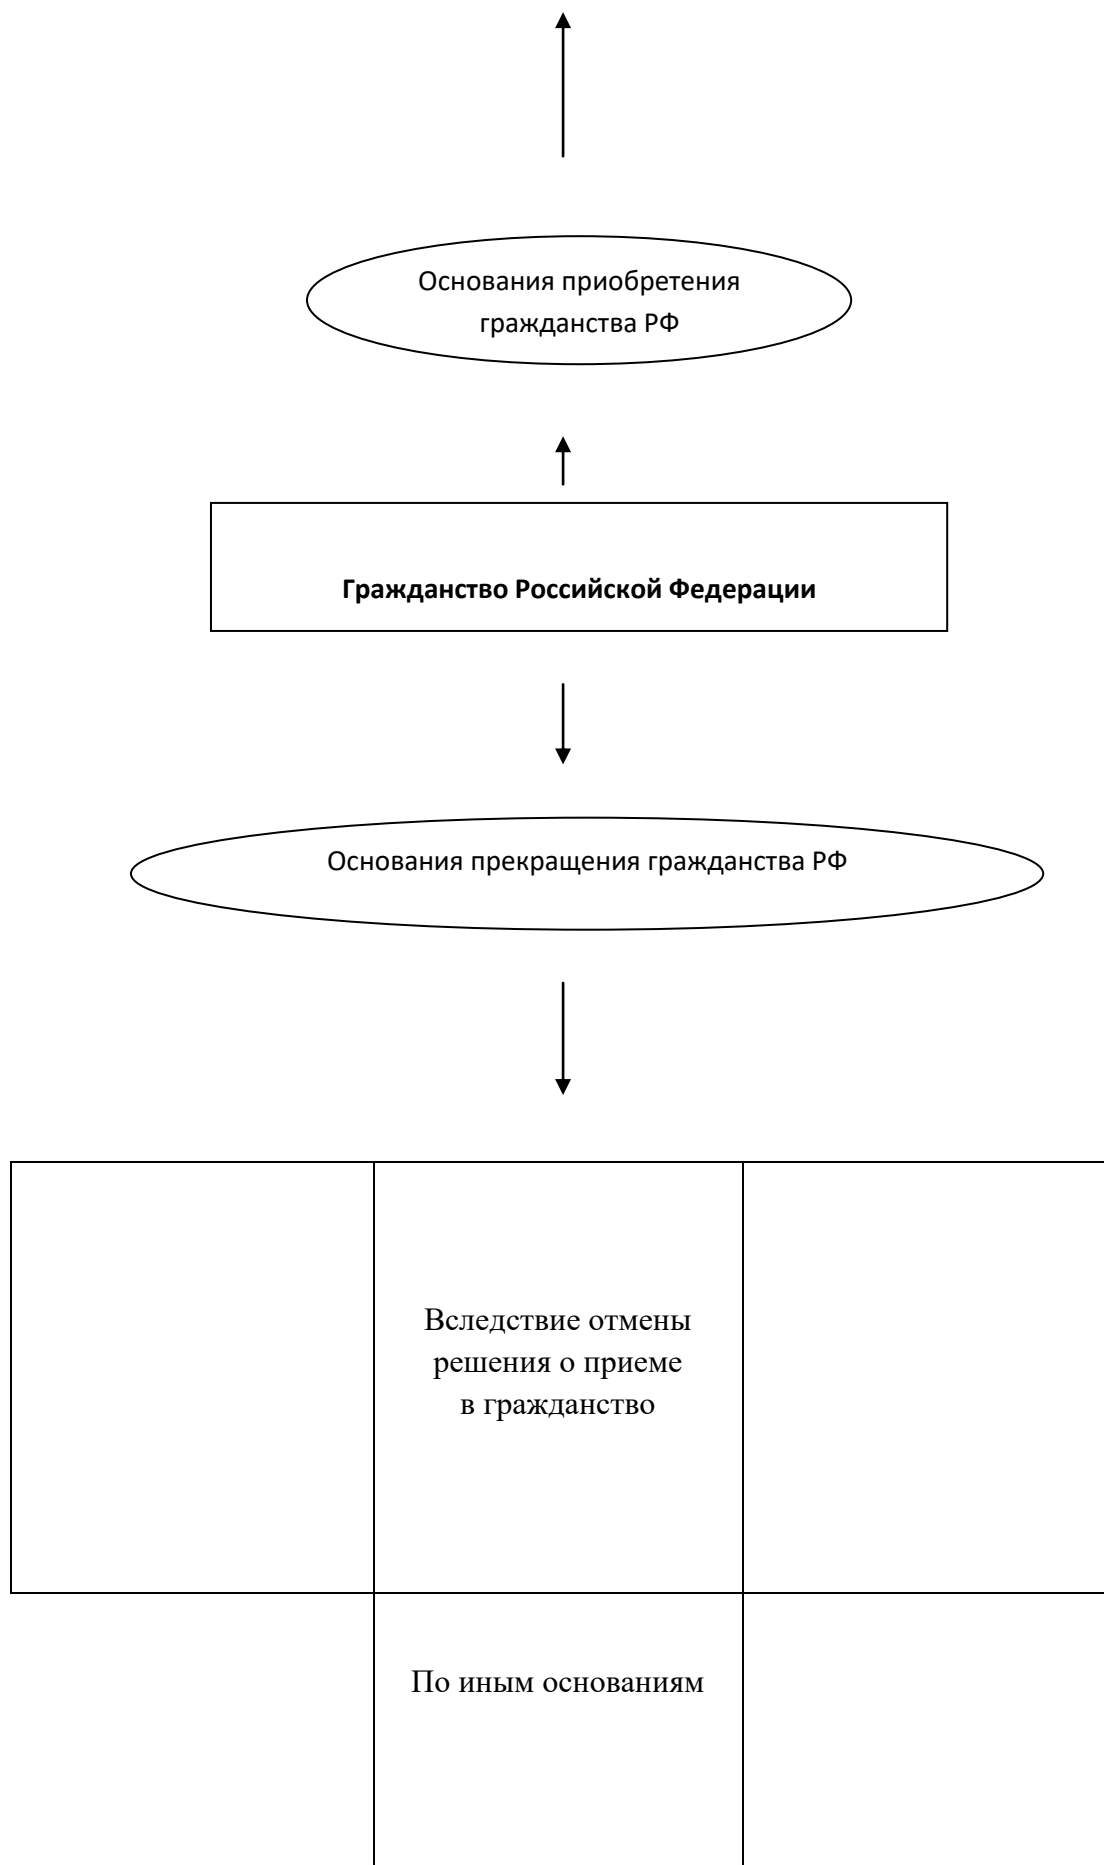 Основания приобретения
гражданства РФ
Гражданство Российской Федерации
Основания прекращения гражданства РФ
Вследствие отмены
решения о приеме
в гражданство
По иным основаниям